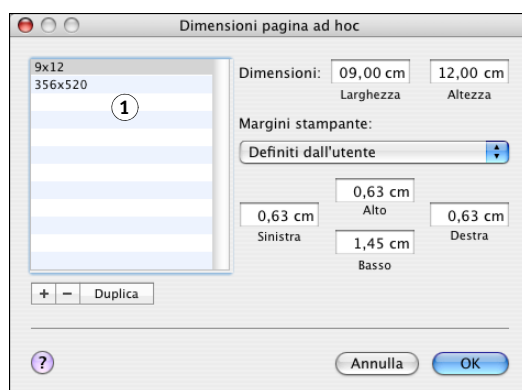 Dimensioni pagina ad hoc
9x12
356x520
1
Dimensioni: 09,00 cm 12,00 cm
Larghezza Altezza
Margini stampante:
Definiti dall'utente
0,63 cm
Alto
0,63 cm 0,63 cm
Sinistra Destra
1,45 cm
Basso
+ − Duplica
? Annulla OK